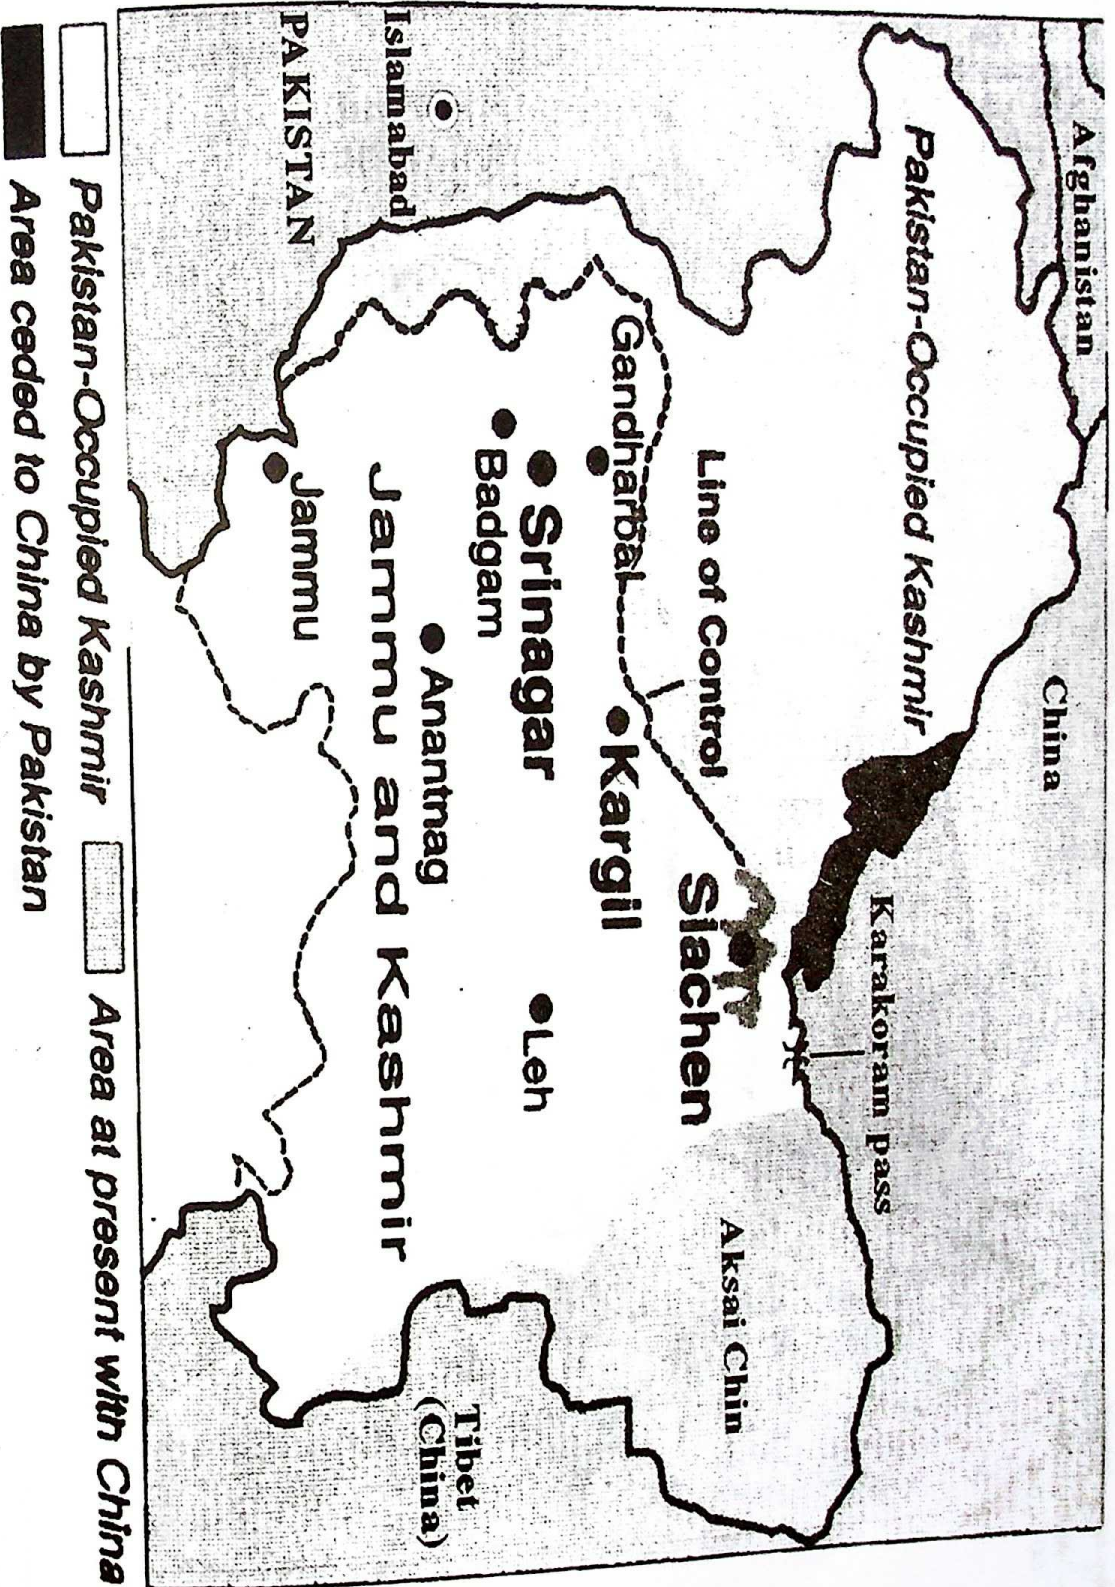 Afghanistan
China
Pakistan-Occupied Kashmir
Karakoram pass
Line of Control
Siachen
Aksai Chin
Gandharbal
Kargil
Srinagar
Leh
Badgam
Islamabad
Anantnag
Tibet
(China)
Jammu and Kashmir
PAKISTAN
Jammu
Pakistan-Occupied Kashmir
Area at present with China
Area ceded to China by Pakistan